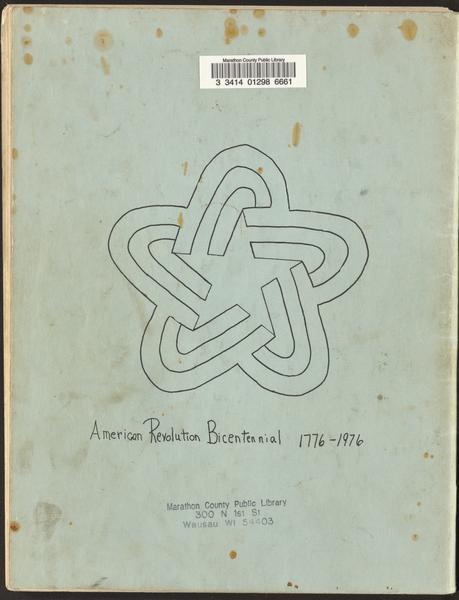 Marathon County Public Library
3 3414 01298 6661
American Revolution Bicentennial 1776-1976
Marathon County Public Library
300 N 1st St
Wausau WI 54403